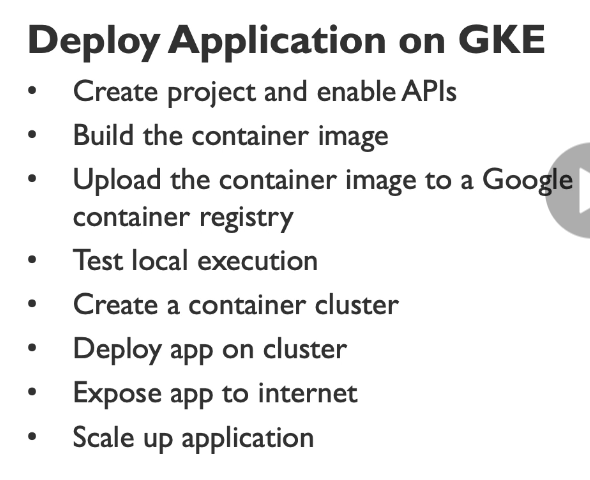 Deploy Application on GKE
• Create project and enable APIs
• Build the container image
• Upload the container image to a Google
container registry
• Test local execution
• Create a container cluster
• Deploy app on cluster
• Expose app to internet
• Scale up application